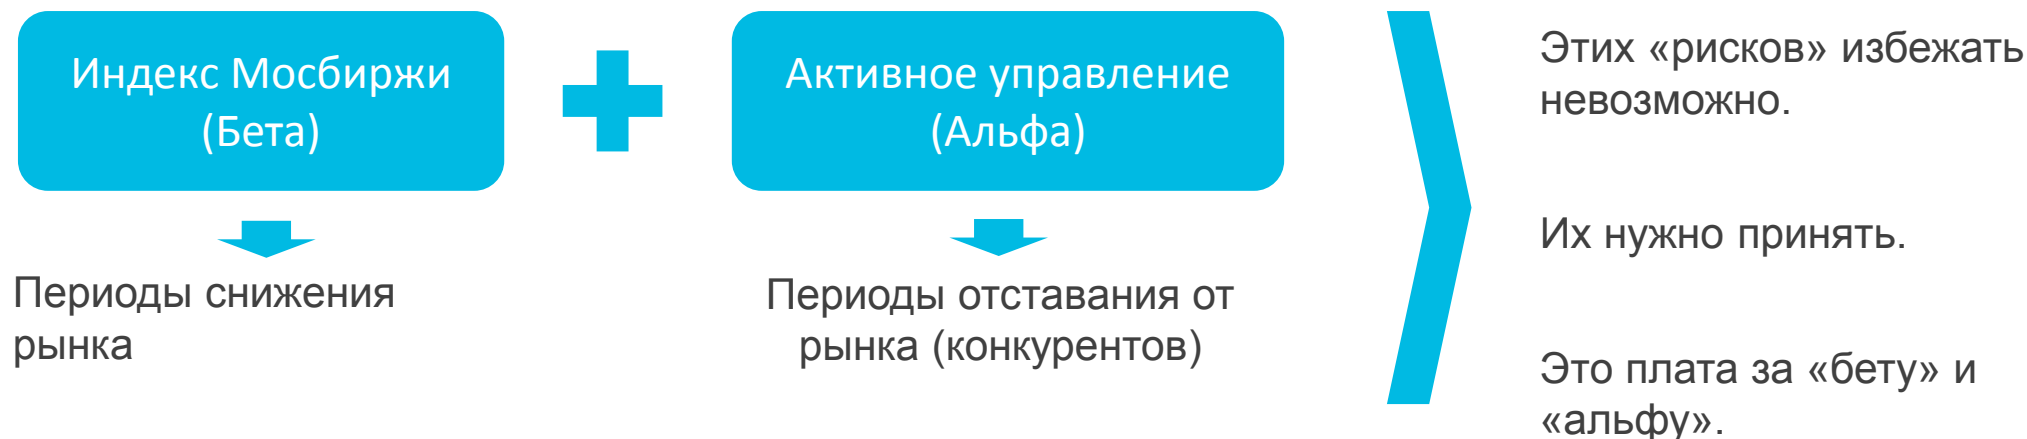 Индекс Мосбиржи
(Бета)
Активное управление
(Альфа)
Периоды снижения
рынка
Периоды отставания от
рынка (конкурентов)
Этих «рисков» избежать
невозможно.
Их нужно принять.
Это плата за «бету» и
«альфу».